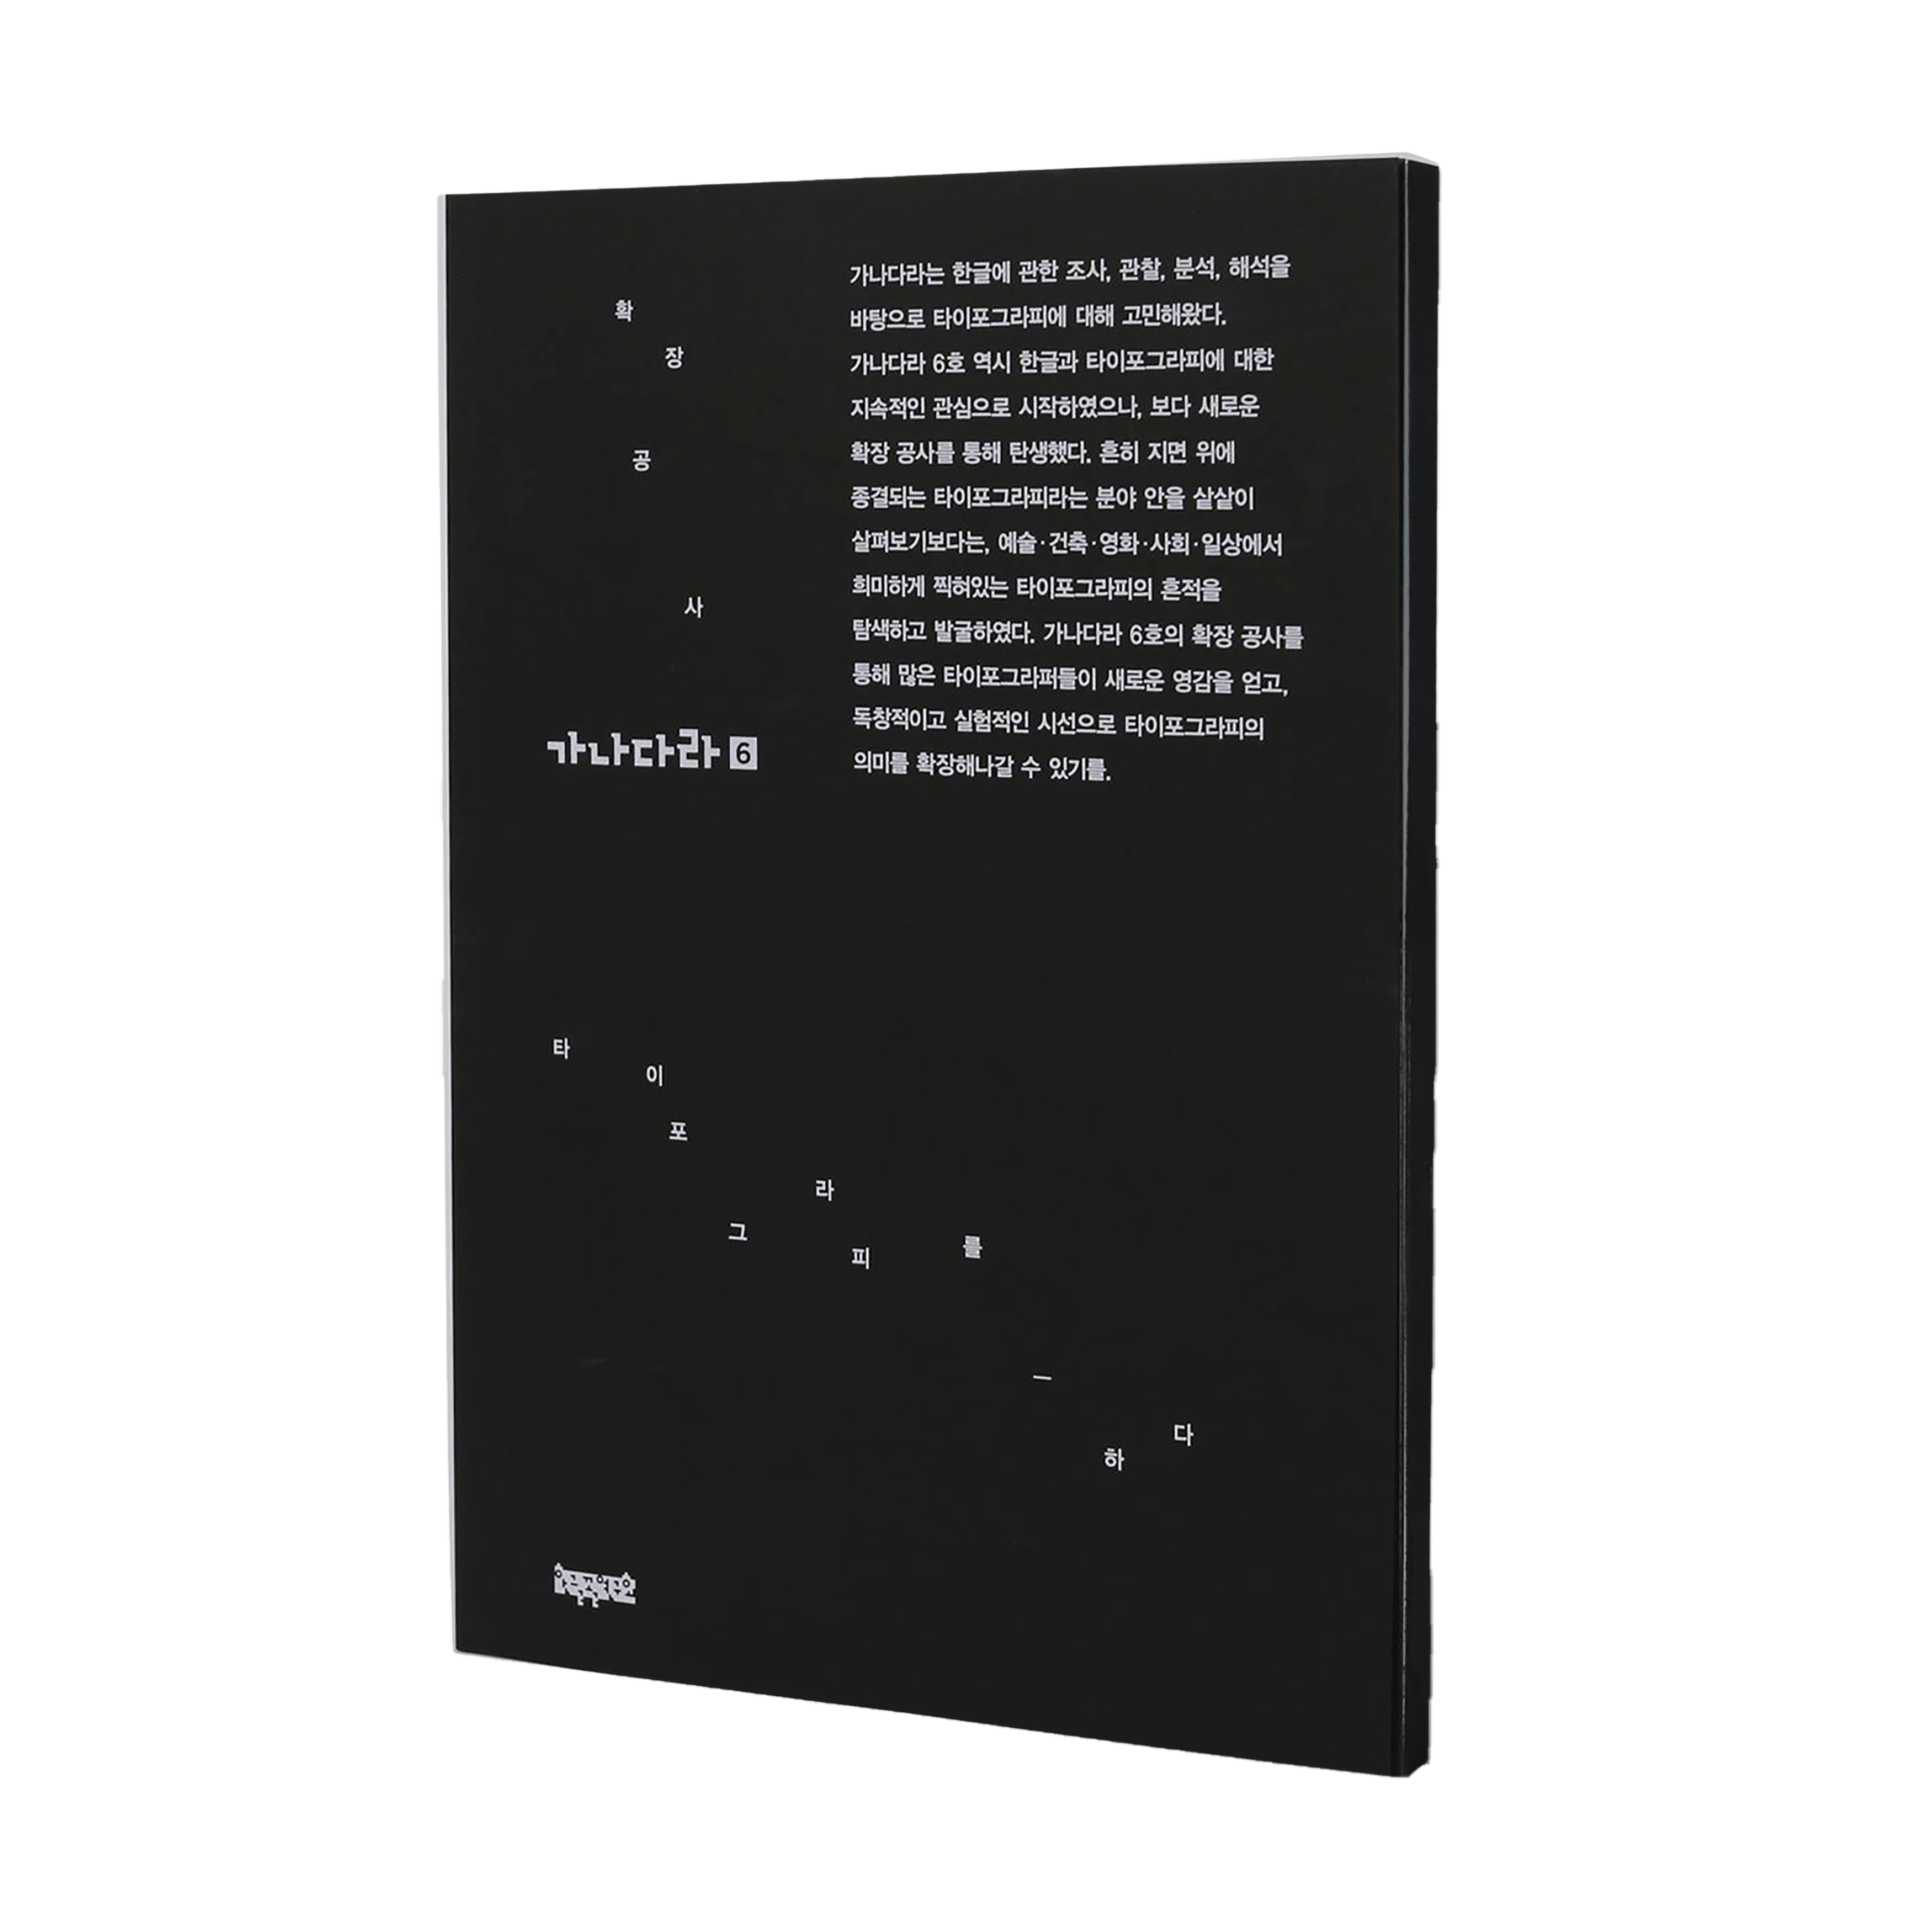 확
장
공
사
가나다라 6
가나다라는 한글에 관한 조사, 관찰, 분석, 해석을
바탕으로 타이포그라피에 대해 고민해왔다.
가나다라 6호 역시 한글과 타이포그라피에 대한
지속적인 관심으로 시작하였으나, 보다 새로운
확장 공사를 통해 탄생했다. 흔히 지면 위에
종결되는 타이포그라피라는 분야 안을 샅샅이
살펴보기보다는, 예술·건축·영화·사회·일상에서
희미하게 찍혀있는 타이포그라피의 흔적을
탐색하고 발굴하였다. 가나다라 6호의 확장 공사를
통해 많은 타이포그라퍼들이 새로운 영감을 얻고,
독창적이고 실험적인 시선으로 타이포그라피의
의미를 확장해나갈 수 있기를.
타
이
포
그
라
피
를
—
하
다